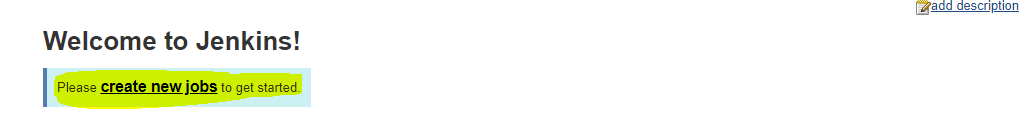 add description
Welcome to Jenkins!
Please create new jobs to get started.